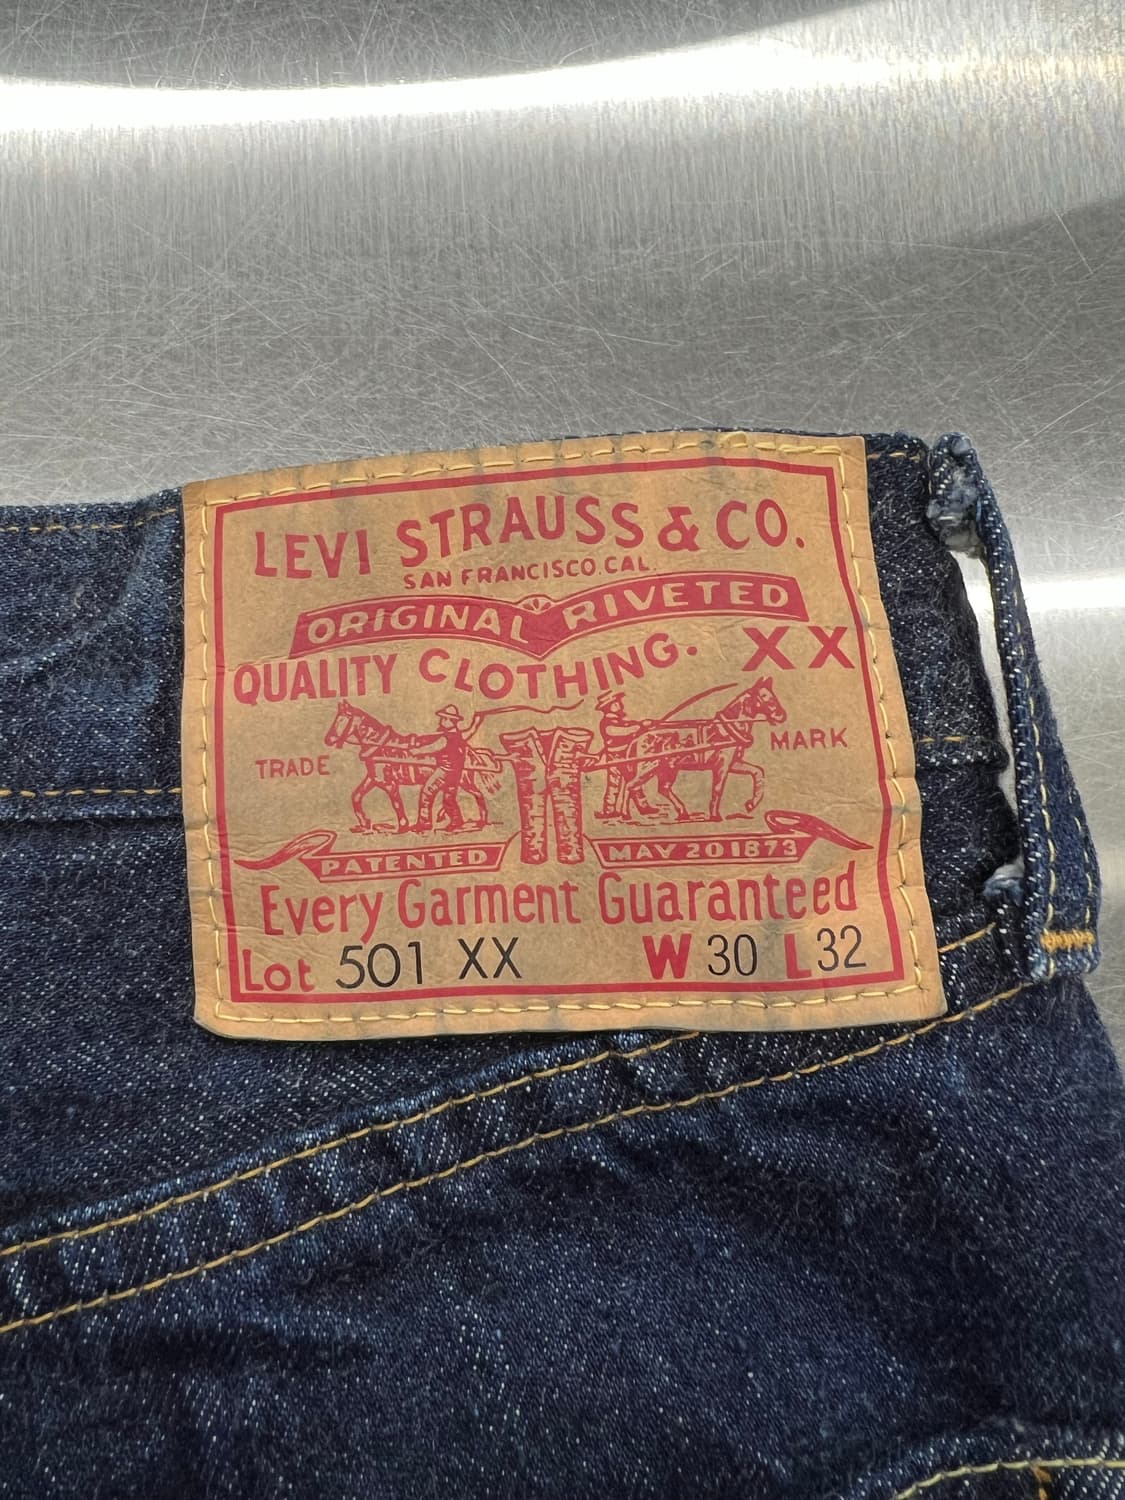 LEVI STRAUSS & CO.
SAN FRANCISCO. CAL.
ORIGINAL RIVETED
QUALITY CLOTHING. XX
TRADE MARK
PATENTED MAY 20 1873
Every Garment Guaranteed
Lot 501 XX W 30 L 32